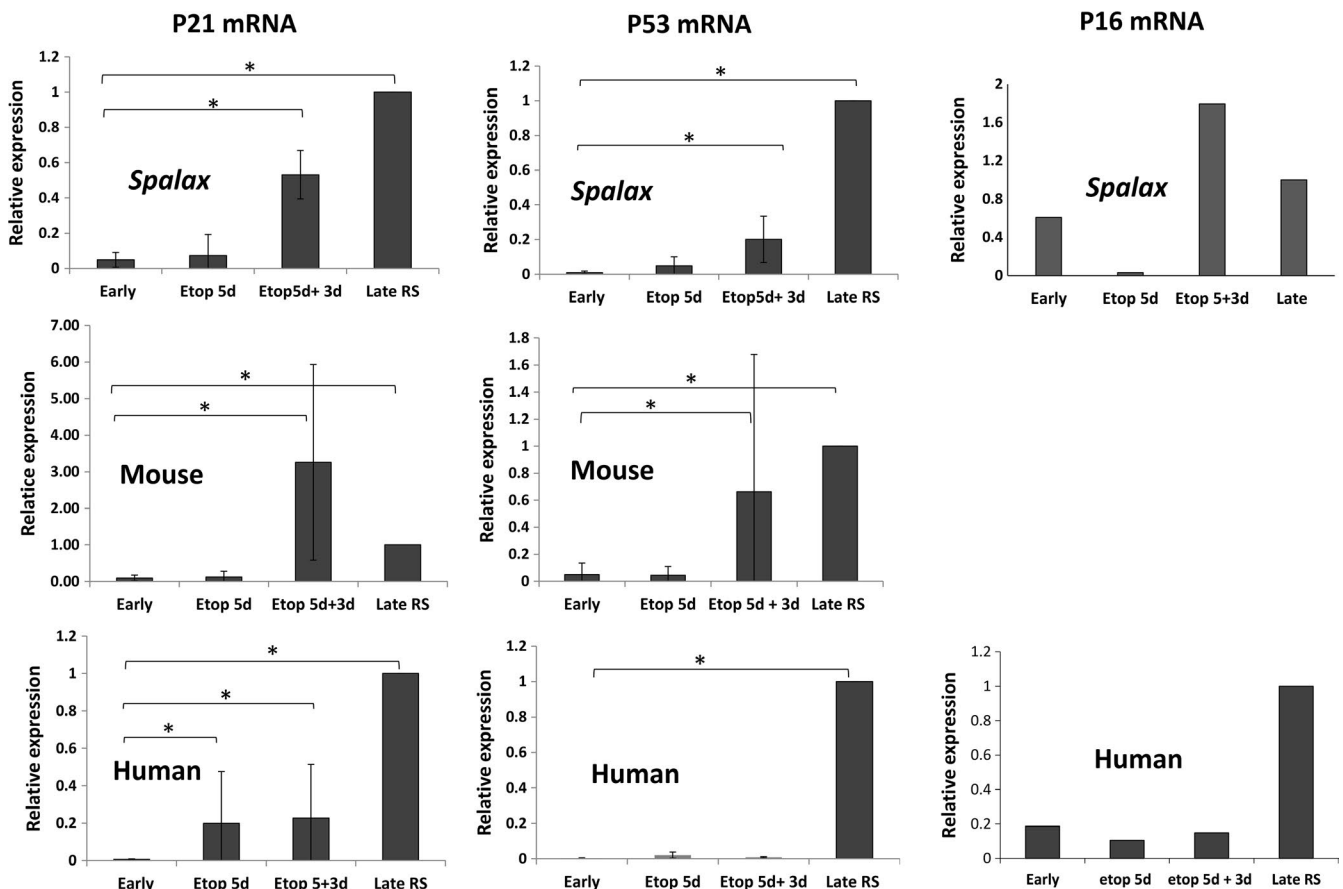 P21 mRNA
P53 mRNA
P16 mRNA
Relative expression
1.2
1
0.8
0.6
0.4
0.2
0
*
*
Spalax
Early
Etop 5d
Etop5d+ 3d
Late RS
Relative expression
1.2
1
0.8
0.6
0.4
0.2
0
*
*
Spalax
Early
Etop 5d
Etop5d+ 3d
Late RS
Relative expression
2
1.6
1.2
0.8
0.4
0
Spalax
Early
Etop 5d
Etop 5+3d
Late
Relatice expression
7.00
6.00
5.00
4.00
3.00
2.00
1.00
0.00
*
*
Mouse
Early
Etop 5d
Etop 5d+3d
Late RS
Relative expression
1.8
1.6
1.4
1.2
1
0.8
0.6
0.4
0.2
0
*
*
Mouse
Early
Etop 5d
Etop 5d + 3d
Late RS
Relative expression
1.2
1
0.8
0.6
0.4
0.2
0
*
*
*
Human
Early
Etop 5d
Etop 5+3d
Late RS
Relative expression
1.2
1
0.8
0.6
0.4
0.2
0
*
Human
Early
Etop 5d
Etop 5d+ 3d
Late RS
Relative expression
1.2
1
0.8
0.6
0.4
0.2
0
Human
Early
etop 5d
etop 5d + 3d
Late RS